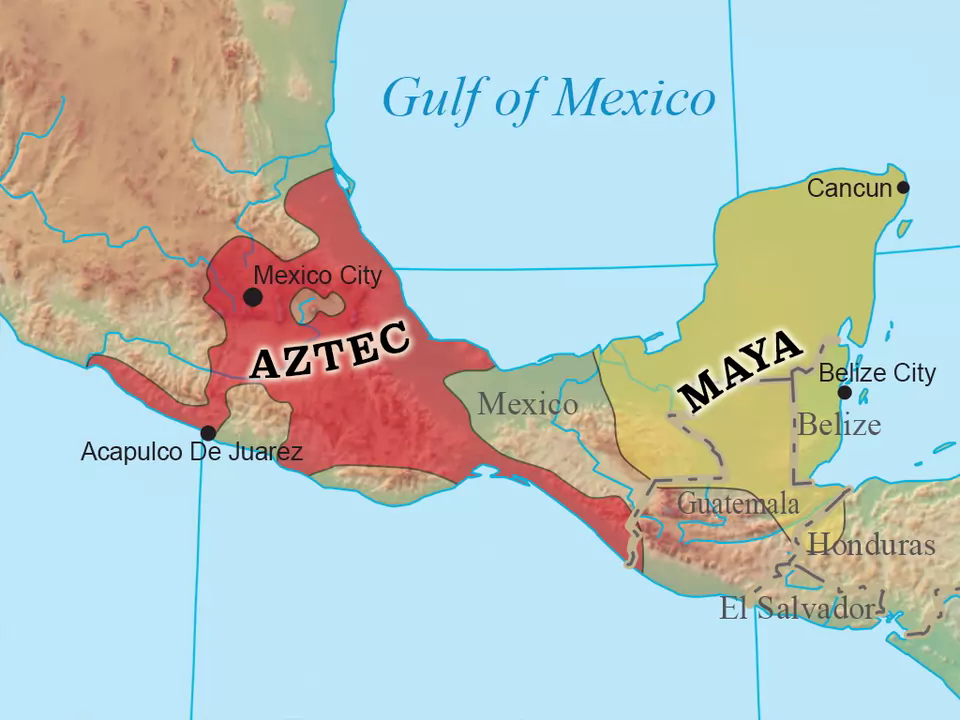 Gulf of Mexico
Cancun
Mexico City
AZTEC
MAYA
Belize City
Mexico
Belize
Acapulco De Juarez
Guatemala
Honduras
El Salvador